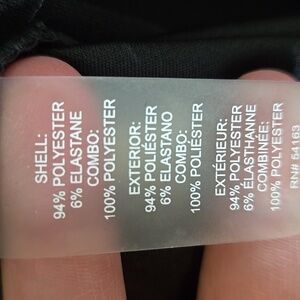 SHELL:
94% POLYESTER
6% ELASTANE
COMBO:
100% POLYESTER
EXTERIOR:
94% POLIÉSTER
6% ELASTANO
COMBO:
100% POLIÉSTER
EXTÉRIEUR:
94% POLYESTER
6% ÉLASTHANNE
COMBINÉE:
100% POLYESTER
RN# 54163